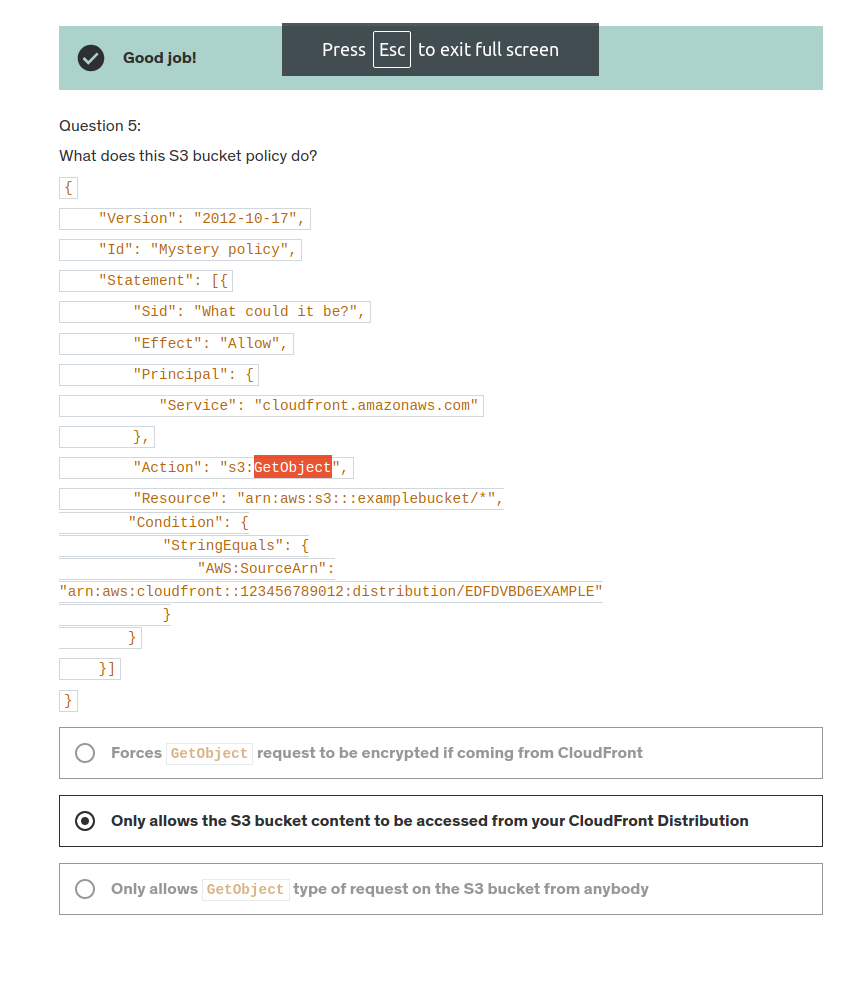 Good job!
Press Esc to exit full screen
Question 5:
What does this S3 bucket policy do?
{
    "Version": "2012-10-17",
    "Id": "Mystery policy",
    "Statement": [{
        "Sid": "What could it be?",
        "Effect": "Allow",
        "Principal": {
           "Service": "cloudfront.amazonaws.com"
        },
        "Action": "s3:GetObject",
        "Resource": "arn:aws:s3:::examplebucket/*",
        "Condition": {
            "StringEquals": {
                "AWS:SourceArn":
"arn:aws:cloudfront::123456789012:distribution/EDFDVBD6EXAMPLE"
            }
        }
    }]
}
Forces GetObject request to be encrypted if coming from CloudFront
Only allows the S3 bucket content to be accessed from your CloudFront Distribution
Only allows GetObject type of request on the S3 bucket from anybody